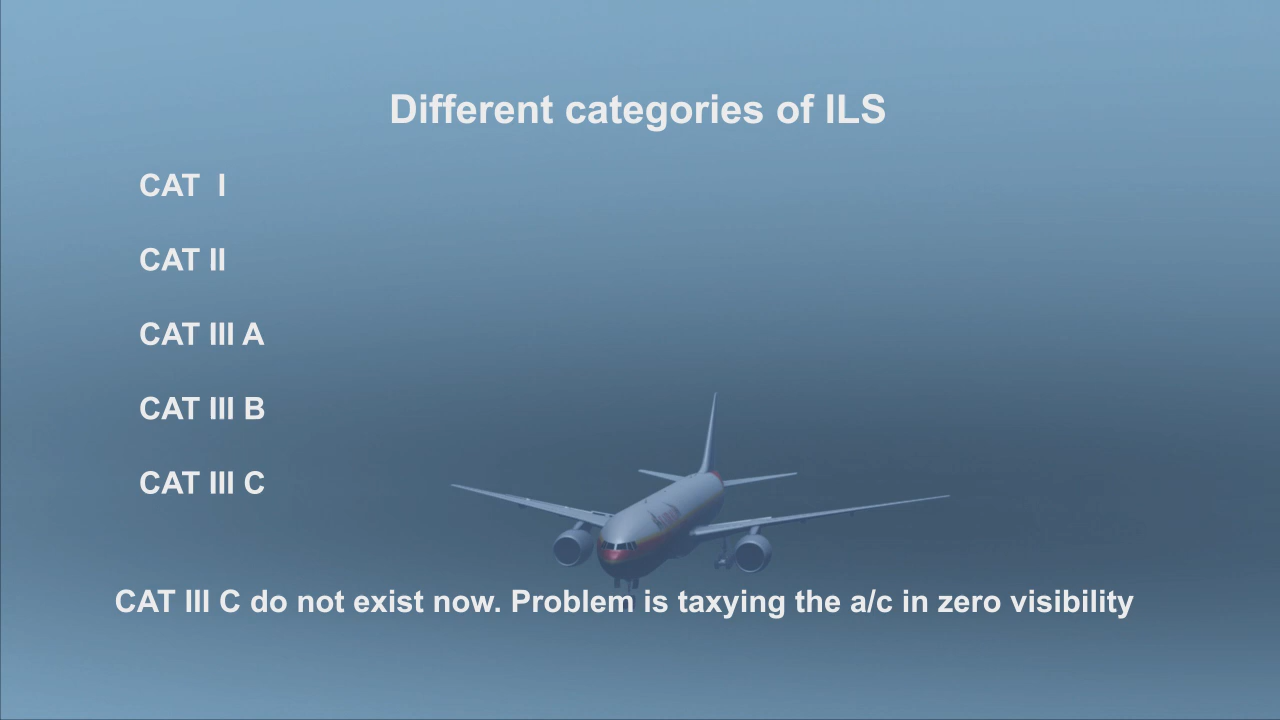 Different categories of ILS
CAT  I
CAT II
CAT III A
CAT III B
CAT III C
CAT III C do not exist now. Problem is taxying the a/c in zero visibility